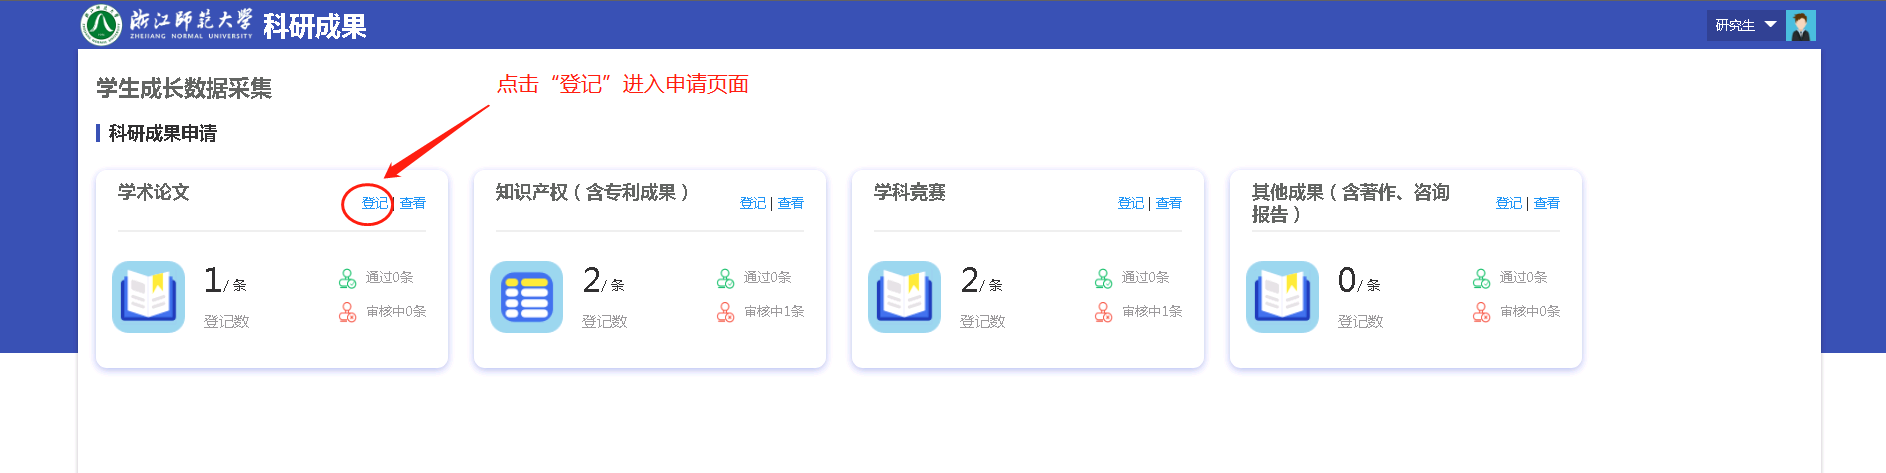 浙江师范大学
ZHEJIANG NORMAL UNIVERSITY
科研成果
研究生
学生成长数据采集
点击“登记”进入申请页面
科研成果申请
学术论文
登记 | 查看
1/ 条
登记数
通过0条
审核中0条
知识产权（含专利成果）
登记 | 查看
2/ 条
登记数
通过0条
审核中1条
学科竞赛
登记 | 查看
2/ 条
登记数
通过0条
审核中1条
其他成果（含著作、咨询
报告）
登记 | 查看
0/ 条
登记数
通过0条
审核中0条